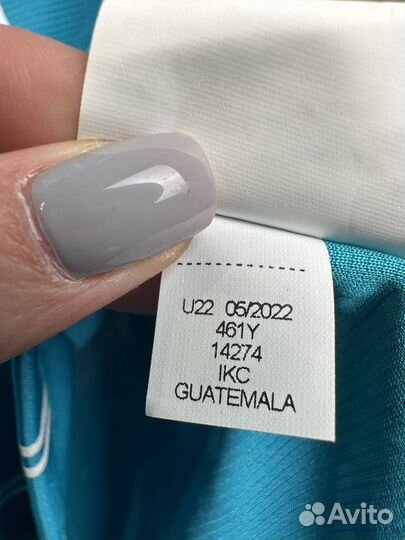 U22 05/2022
461Y
14274
IKC
GUATEMALA
Avito